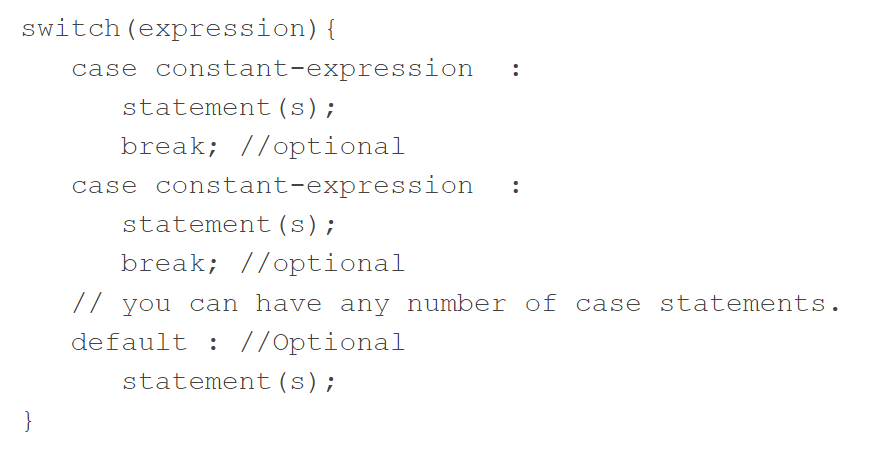 switch(expression){
   case constant-expression  :
      statement(s);
      break; //optional
   case constant-expression  :
      statement(s);
      break; //optional
   // you can have any number of case statements.
   default : //Optional
      statement(s);
}